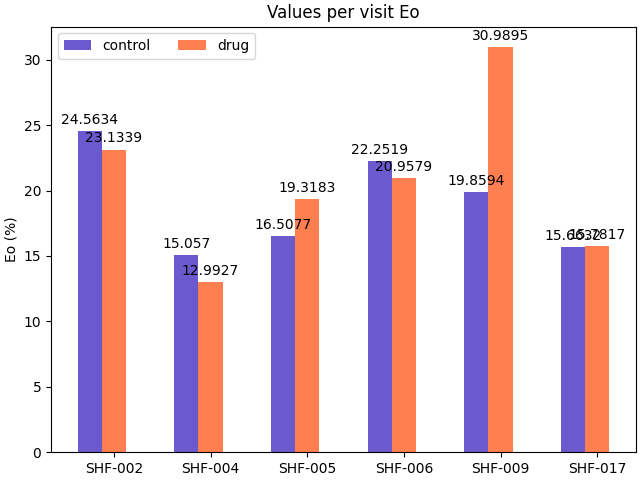 Values per visit Eo
control
drug
Eo (%)
30
25
20
15
10
5
0
24.5634
23.1339
15.057
12.9927
16.5077
19.3183
22.2519
20.9579
19.8594
30.9895
SHF-002
SHF-004
SHF-005
SHF-006
SHF-009
SHF-017